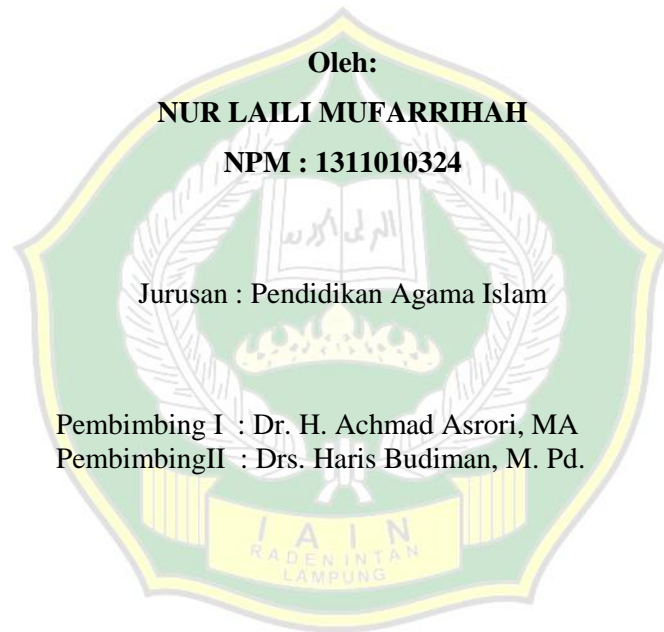 Oleh:
NUR LAILI MUFARRIHAH
NPM : 1311010324
Jurusan : Pendidikan Agama Islam
Pembimbing I : Dr. H. Achmad Asrori, MA
PembimbingII : Drs. Haris Budiman, M. Pd.
I A I N
RADEN INTAN
LAMPUNG